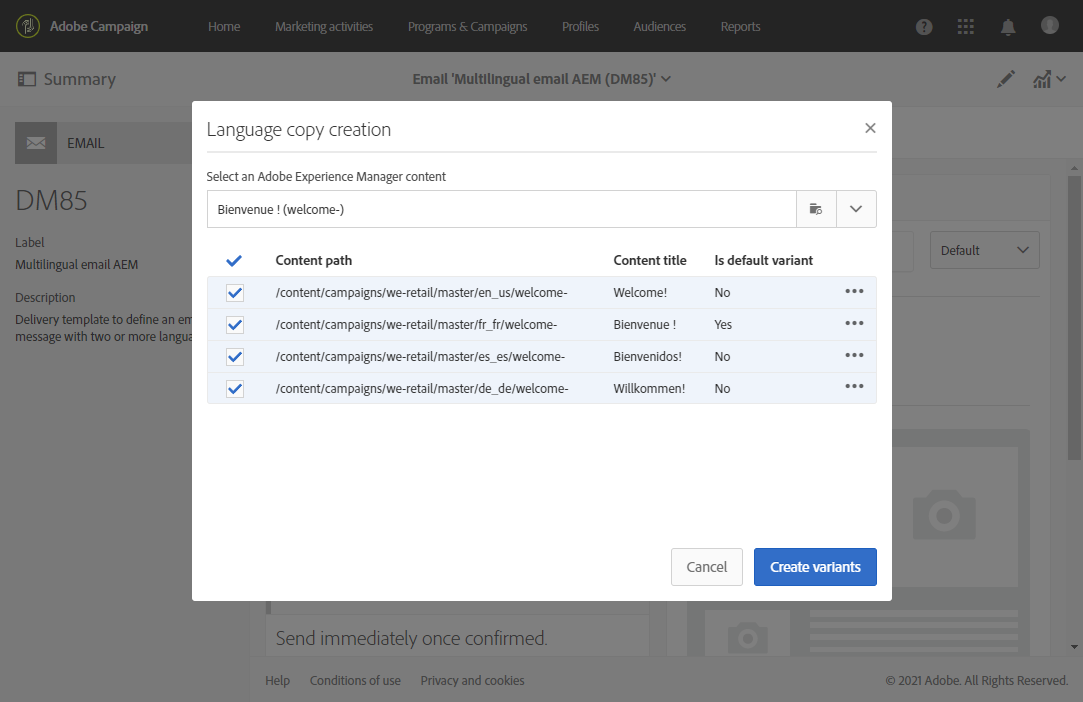 Adobe Campaign Home Marketing activities Programs & Campaigns Profiles Audiences Reports
Summary
Email 'Multilingual email AEM (DM85)'
EMAIL
DM85
Label
Multilingual email AEM
Description
Delivery template to define an em
message with two or more langua
Language copy creation
Select an Adobe Experience Manager content
Bienvenue ! (welcome-)
Content path Content title Is default variant
/content/campaigns/we-retail/master/en_us/welcome- Welcome! No
/content/campaigns/we-retail/master/fr_fr/welcome- Bienvenue ! Yes
/content/campaigns/we-retail/master/es_es/welcome- Bienvenidos! No
/content/campaigns/we-retail/master/de_de/welcome- Willkommen! No
Cancel Create variants
Default
Send immediately once confirmed.
Help Conditions of use Privacy and cookies © 2021 Adobe. All Rights Reserved.